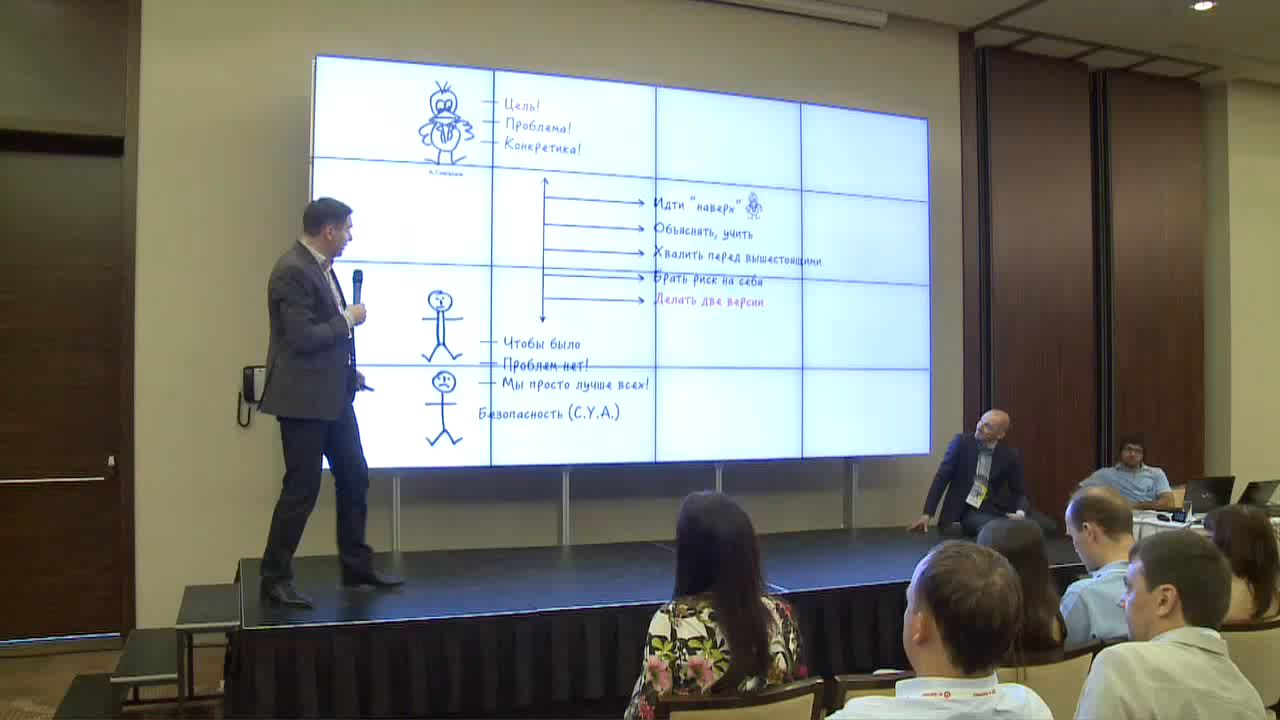 Цель!
Проблема!
Конкретика!
Идти "наверх"
Объяснять, учить
Хвалить перед вышестоящими
Брать риск на себя
Делать две версии
Чтобы было
Проблем нет!
Мы просто лучше всех!
Безопасность (C.Y.A.)